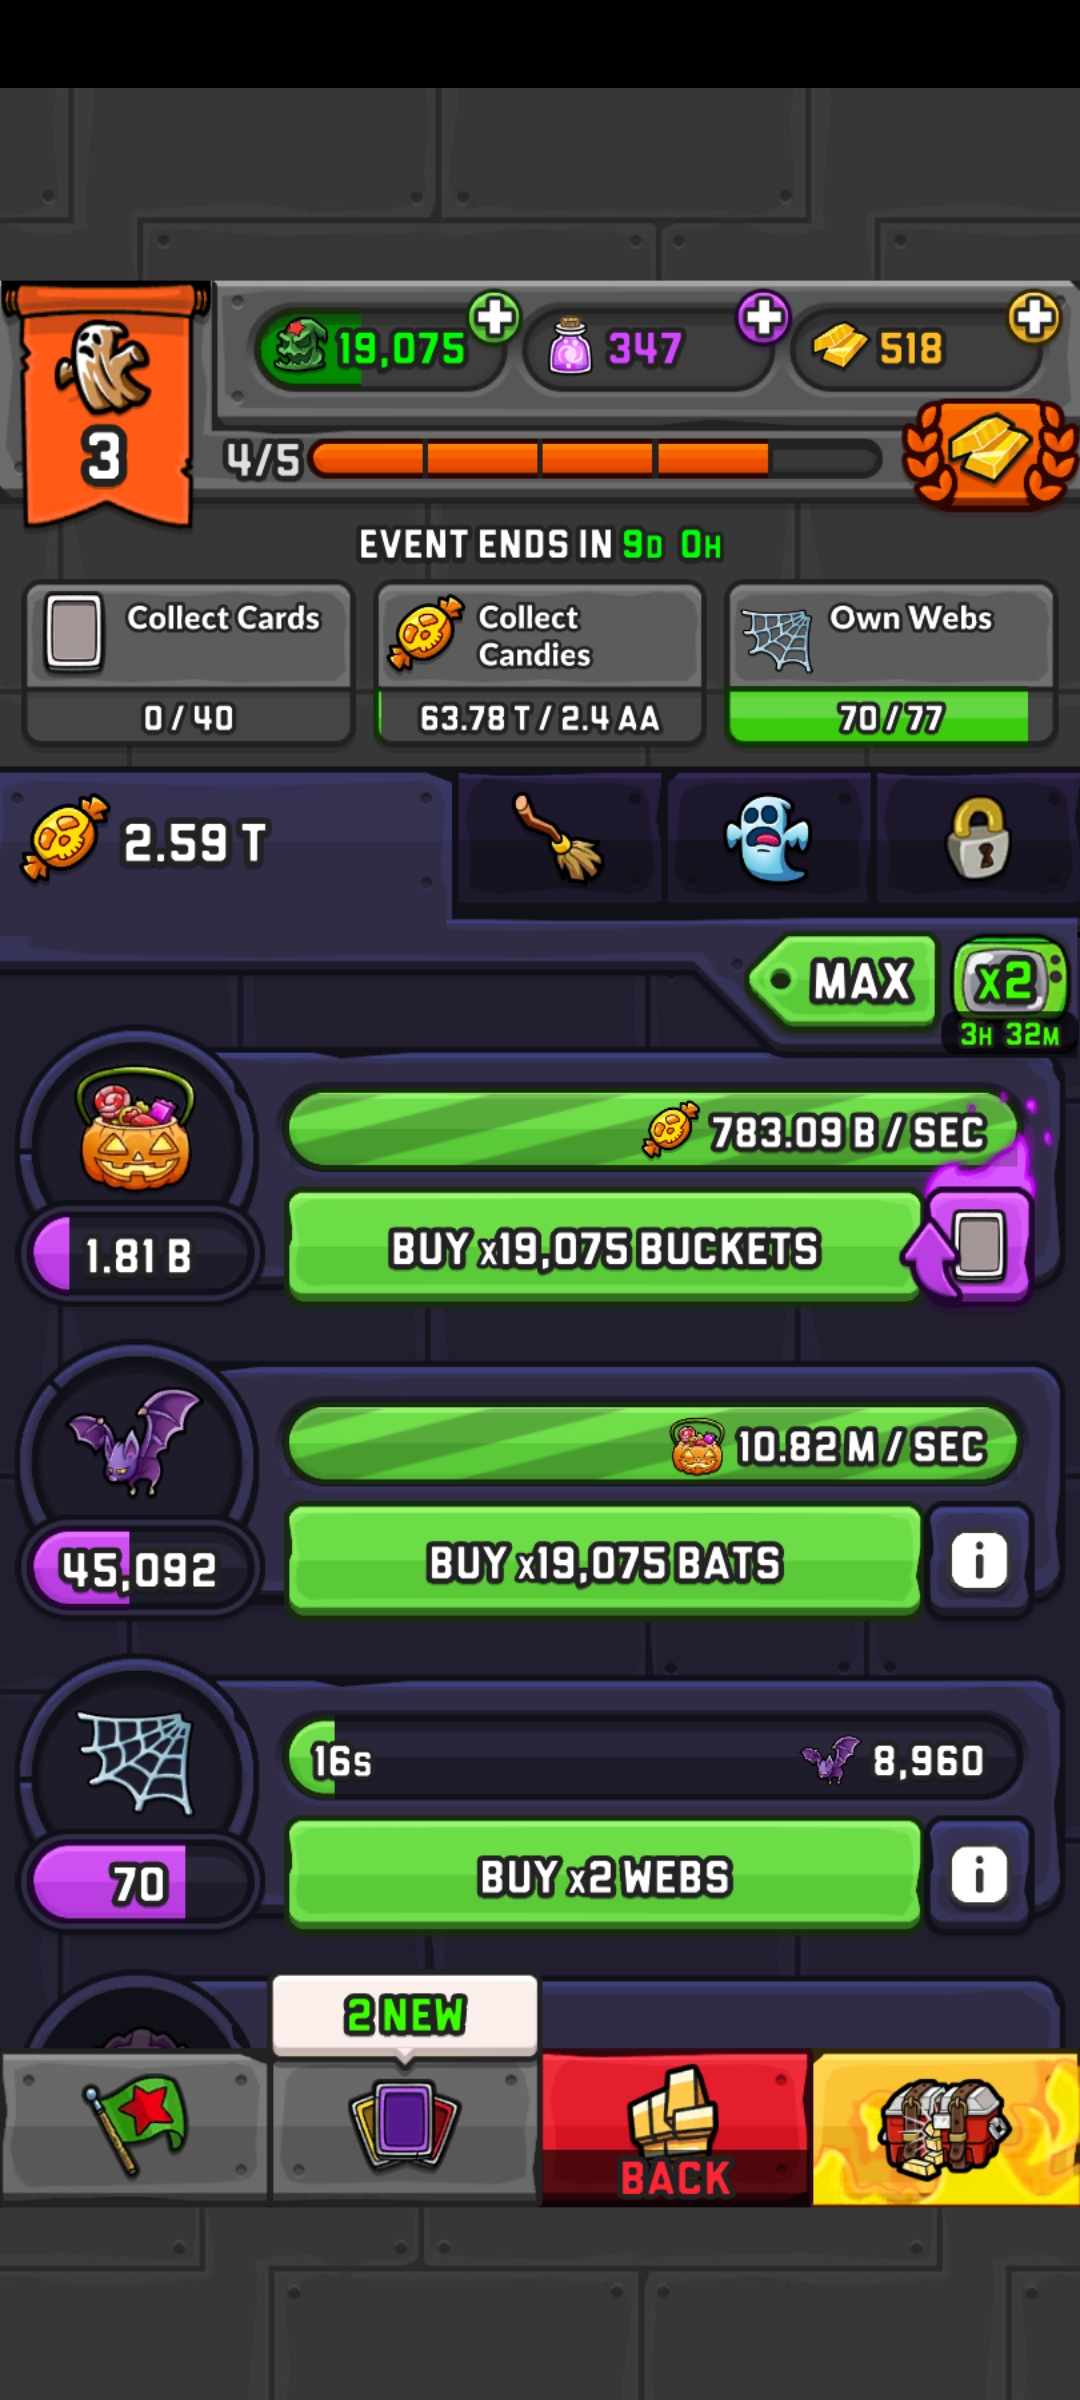 19,075
347
518
3
4/5
EVENT ENDS IN 9D 0H
Collect Cards
0 / 40
Collect
Candies
63.78 T / 2.4 AA
Own Webs
70 / 77
2.59 T
MAX
x2
3H 32M
783.09 B / SEC
1.81 B
BUY x19,075 BUCKETS
10.82 M / SEC
45,092
BUY x19,075 BATS
16s
8,960
70
BUY x2 WEBS
2 NEW
BACK